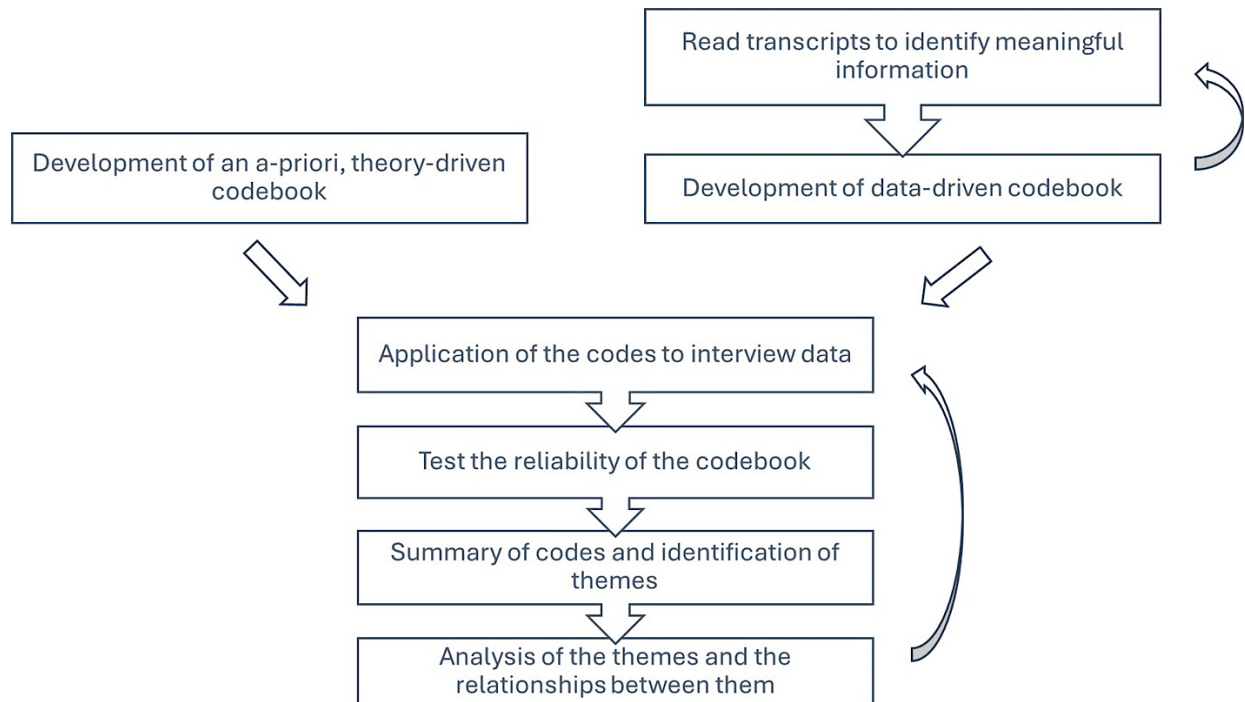 Read transcripts to identify meaningful
information
Development of an a-priori, theory-driven
codebook
Development of data-driven codebook
Application of the codes to interview data
Test the reliability of the codebook
Summary of codes and identification of
themes
Analysis of the themes and the
relationships between them